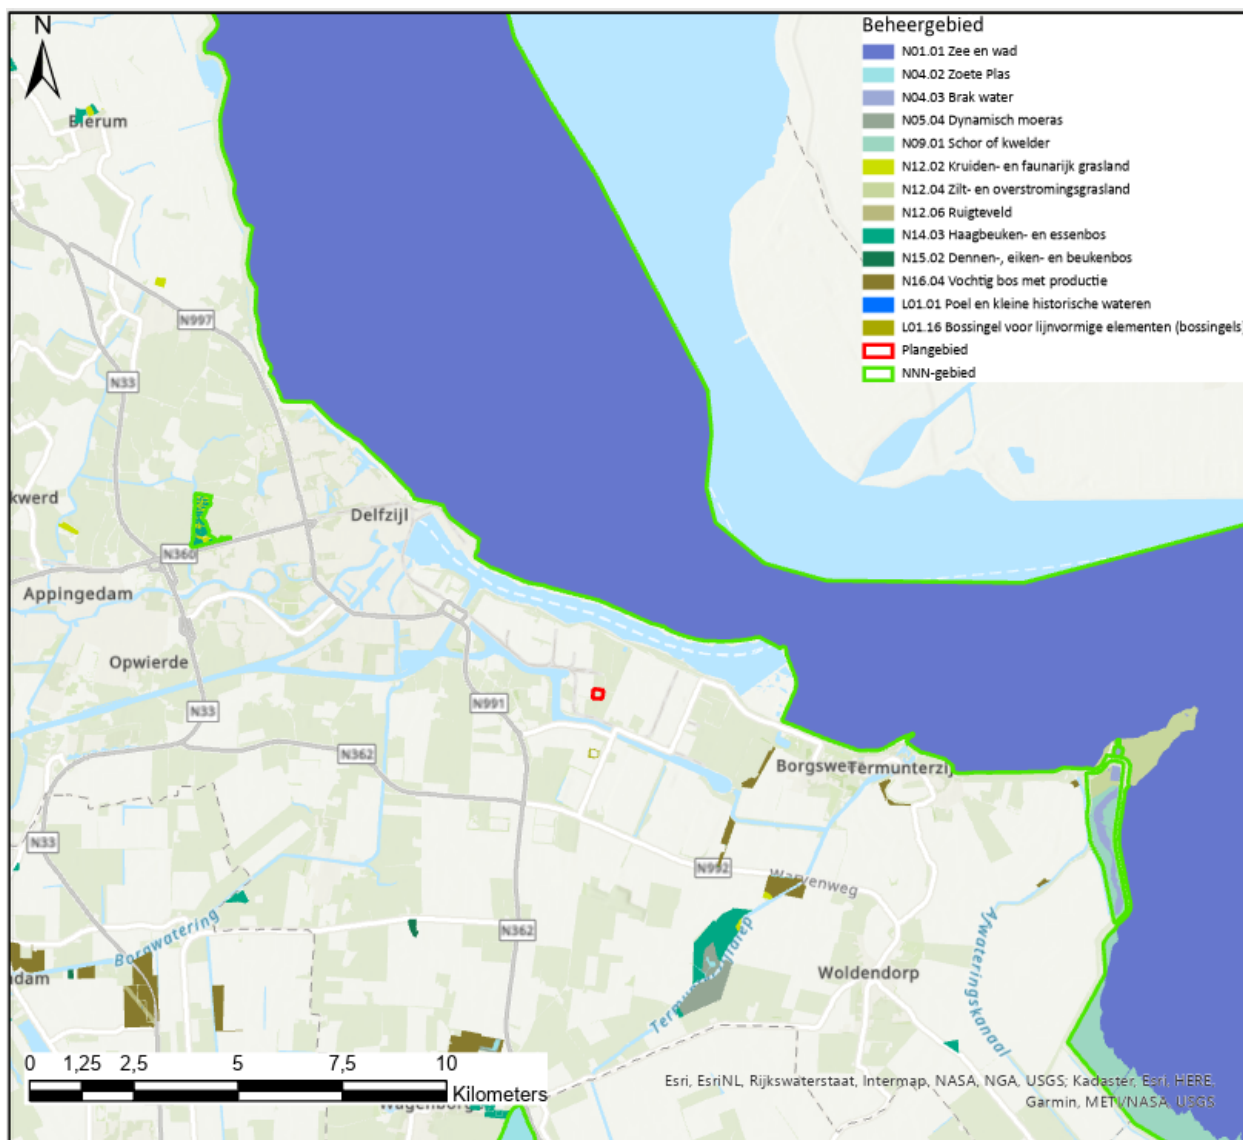 N
Beheergebied
N01.01 Zee en wad
N04.02 Zoete Plas
N04.03 Brak water
N05.04 Dynamisch moeras
N09.01 Schor of kwelder
N12.02 Kruiden- en faunarijk grasland
N12.04 Zilt- en overstromingsgrasland
N12.06 Ruigteveld
N14.03 Haagbeuken- en essenbos
N15.02 Dennen-, eiken- en beukenbos
N16.04 Vochtig bos met productie
L01.01 Poel en kleine historische wateren
L01.16 Bossingel voor lijnvormige elementen (bossingels)
Plangebied
NNN-gebied
Bierum
N997
N33
kwerd
Delfzijl
N360
Appingedam
Opwierde
N33
N991
N362
Borgswe
Termunterzij
N33
N992
Warvenweg
N362
Borgwatering
Woldendorp
ndam
Afwateringskanaal
0 1,25 2,5 5 7,5 10
Kilometers
Esri, EsriNL, Rijkswaterstaat, Intermap, NASA, NGA, USGS; Kadaster, Esri, HERE,
Garmin, METI/NASA, USGS